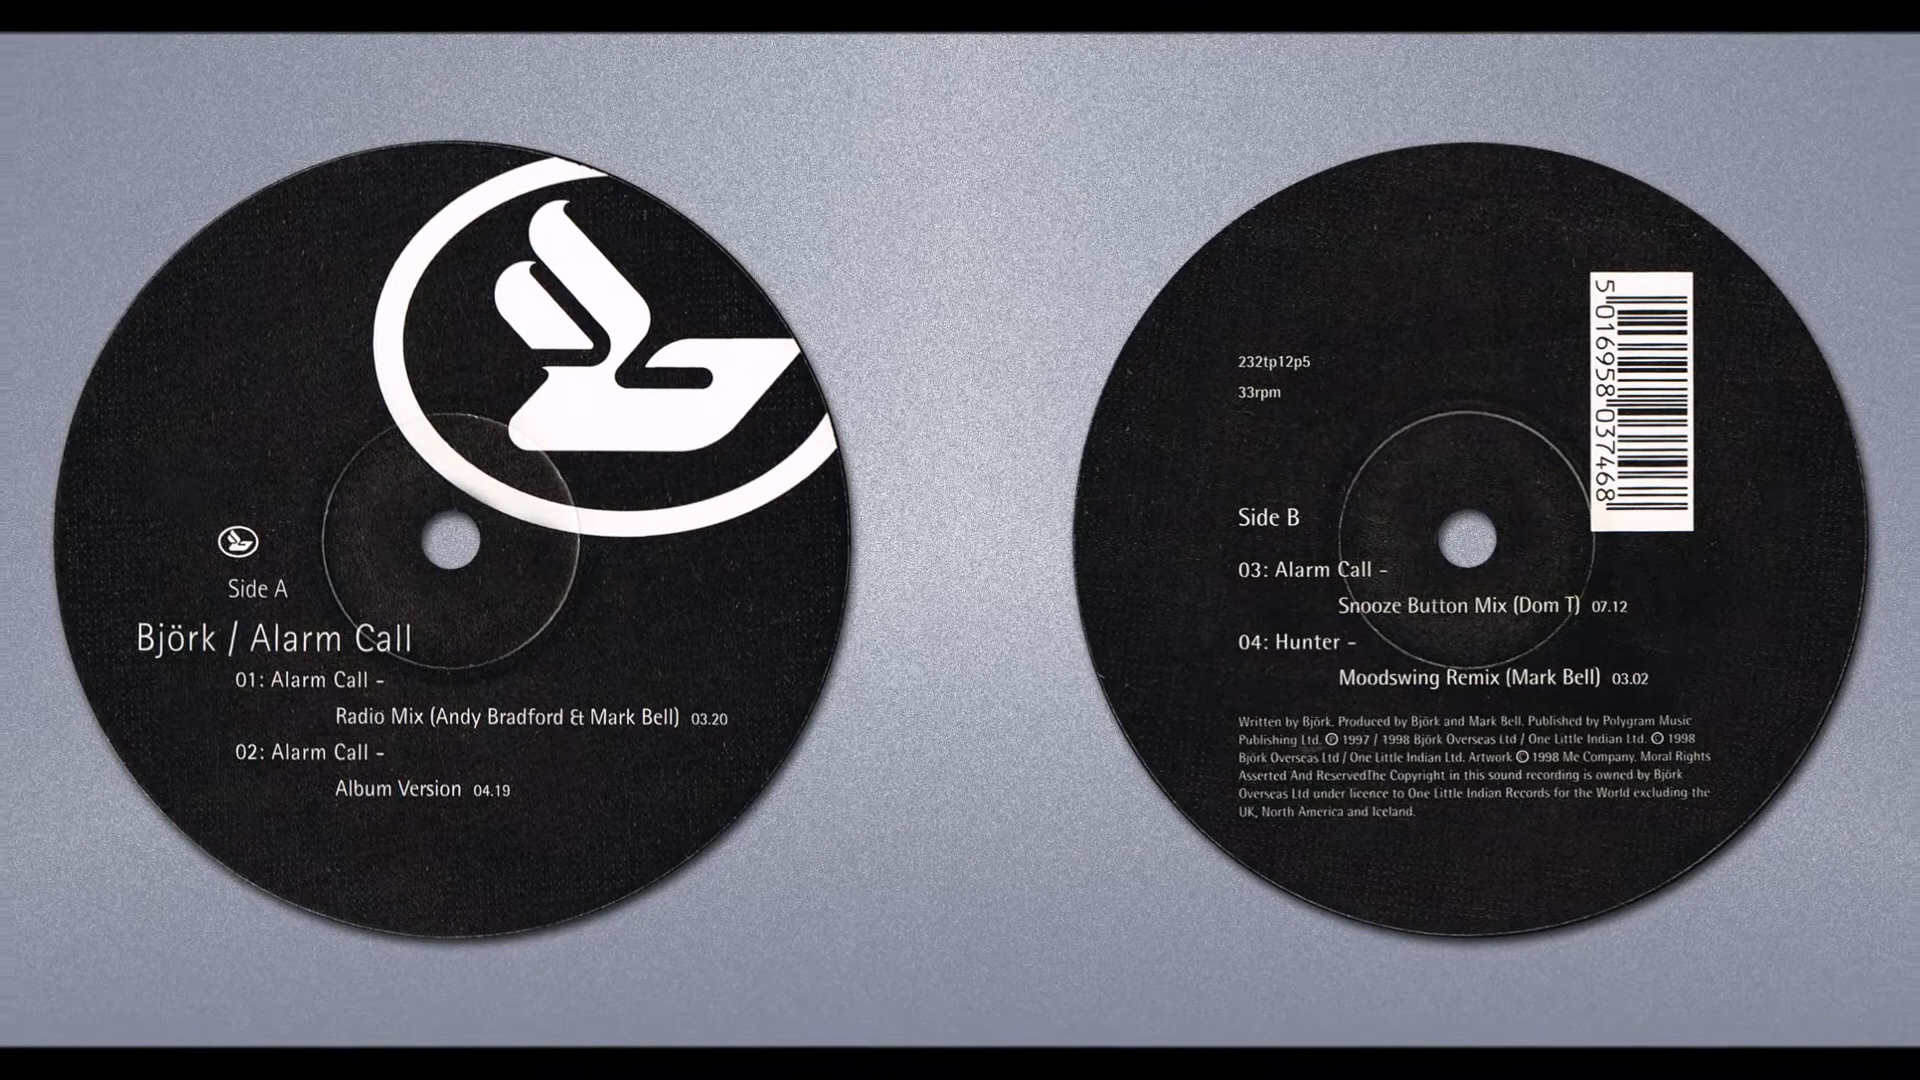 Side A
Björk / Alarm Call
01: Alarm Call -
Radio Mix (Andy Bradford & Mark Bell) 03.20
02: Alarm Call -
Album Version 04.19
232tp12p5
33rpm
5 016958 037468
Side B
03: Alarm Call -
Snooze Button Mix (Dom T) 07.12
04: Hunter -
Moodswing Remix (Mark Bell) 03.02
Written by Björk. Produced by Björk and Mark Bell. Published by Polygram Music
Publishing Ltd. ℗ 1997 / 1998 Björk Overseas Ltd / One Little Indian Ltd. © 1998
Björk Overseas Ltd / One Little Indian Ltd. Artwork © 1998 Me Company. Moral Rights
Asserted And ReservedThe Copyright in this sound recording is owned by Björk
Overseas Ltd under licence to One Little Indian Records for the World excluding the
UK, North America and Iceland.